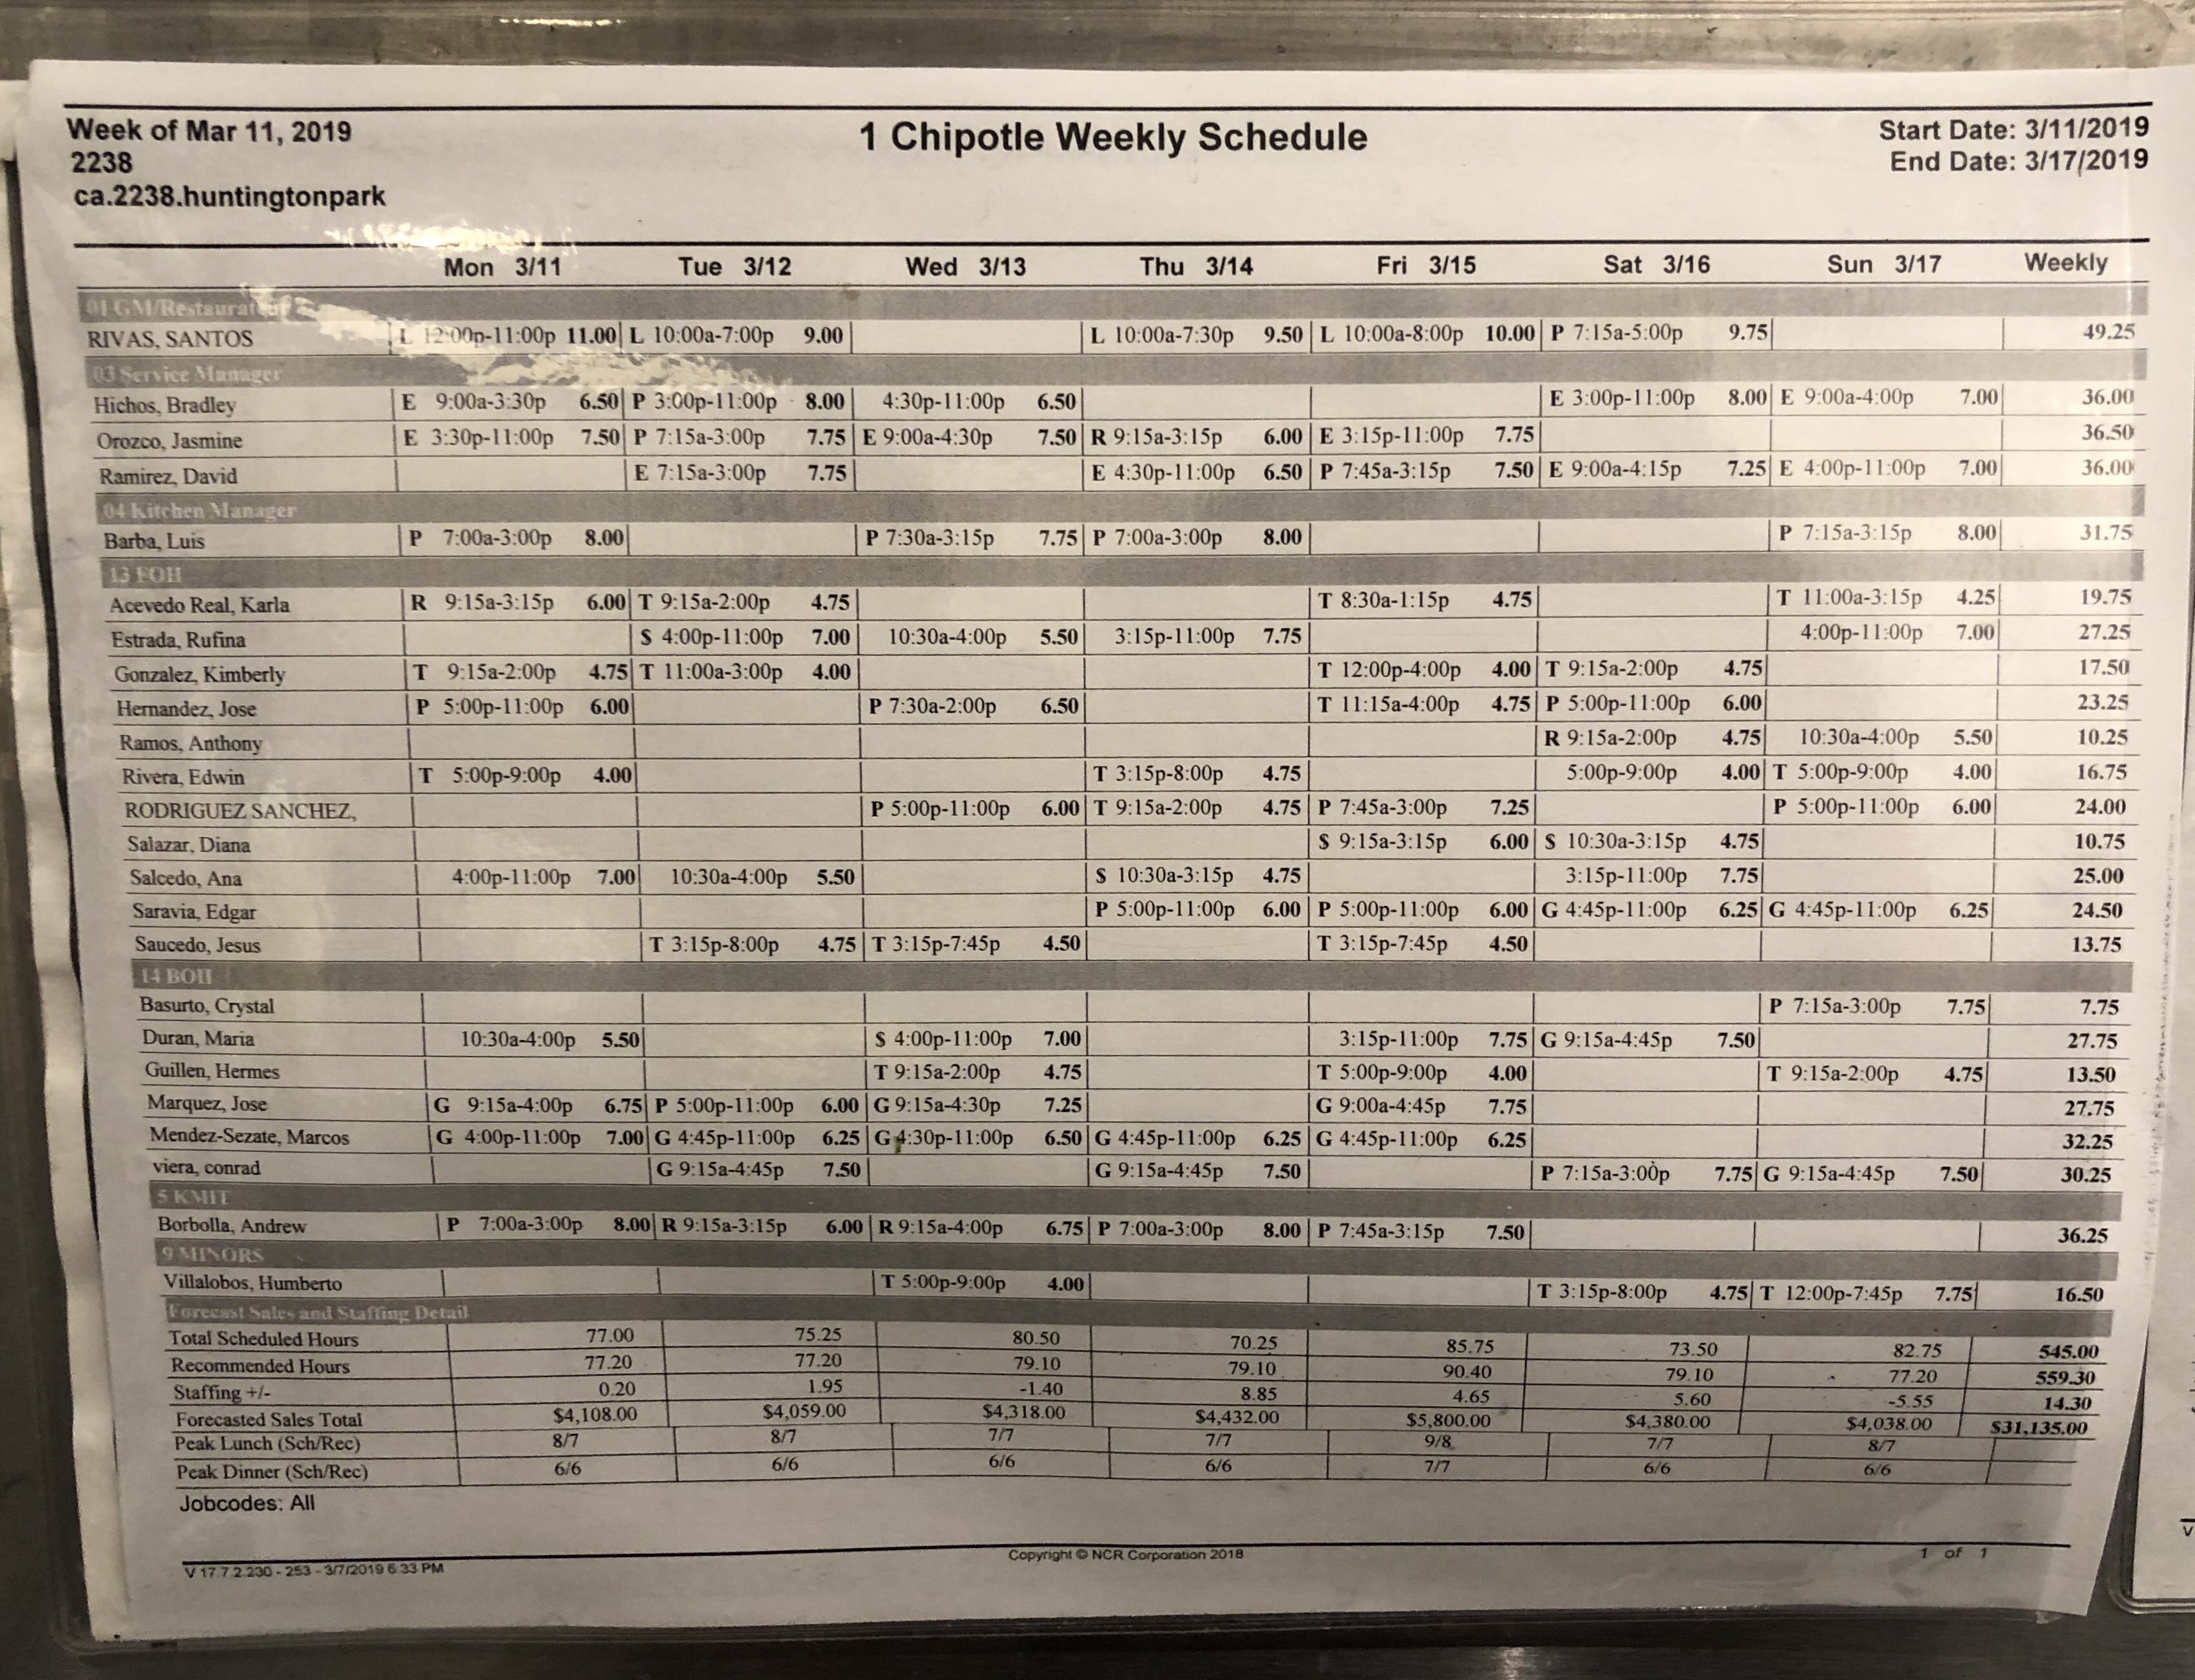 Week of Mar 11, 2019
2238
ca.2238.huntingtonpark
1 Chipotle Weekly Schedule
Start Date: 3/11/2019
End Date: 3/17/2019
Mon 3/11 Tue 3/12 Wed 3/13 Thu 3/14 Fri 3/15 Sat 3/16 Sun 3/17 Weekly
01 GM/Restaurateur
RIVAS, SANTOS L 12:00p-11:00p 11.00 L 10:00a-7:00p 9.00 L 10:00a-7:30p 9.50 L 10:00a-8:00p 10.00 P 7:15a-5:00p 9.75 49.25
03 Service Manager
Hichos, Bradley E 9:00a-3:30p 6.50 P 3:00p-11:00p 8.00 4:30p-11:00p 6.50 E 3:00p-11:00p 8.00 E 9:00a-4:00p 7.00 36.00
Orozco, Jasmine E 3:30p-11:00p 7.50 P 7:15a-3:00p 7.75 E 9:00a-4:30p 7.50 R 9:15a-3:15p 6.00 E 3:15p-11:00p 7.75 36.50
Ramirez, David E 7:15a-3:00p 7.75 E 4:30p-11:00p 6.50 P 7:45a-3:15p 7.50 E 9:00a-4:15p 7.25 E 4:00p-11:00p 7.00 36.00
04 Kitchen Manager
Barba, Luis P 7:00a-3:00p 8.00 P 7:30a-3:15p 7.75 P 7:00a-3:00p 8.00 P 7:15a-3:15p 8.00 31.75
13 FOH
Acevedo Real, Karla R 9:15a-3:15p 6.00 T 9:15a-2:00p 4.75 T 8:30a-1:15p 4.75 T 11:00a-3:15p 4.25 19.75
Estrada, Rufina S 4:00p-11:00p 7.00 10:30a-4:00p 5.50 3:15p-11:00p 7.75 4:00p-11:00p 7.00 27.25
Gonzalez, Kimberly T 9:15a-2:00p 4.75 T 11:00a-3:00p 4.00 T 12:00p-4:00p 4.00 T 9:15a-2:00p 4.75 17.50
Hernandez, Jose P 5:00p-11:00p 6.00 P 7:30a-2:00p 6.50 T 11:15a-4:00p 4.75 P 5:00p-11:00p 6.00 23.25
Ramos, Anthony R 9:15a-2:00p 4.75 10:30a-4:00p 5.50 10.25
Rivera, Edwin T 5:00p-9:00p 4.00 T 3:15p-8:00p 4.75 5:00p-9:00p 4.00 T 5:00p-9:00p 4.00 16.75
RODRIGUEZ SANCHEZ, P 5:00p-11:00p 6.00 T 9:15a-2:00p 4.75 P 7:45a-3:00p 7.25 P 5:00p-11:00p 6.00 24.00
Salazar, Diana S 9:15a-3:15p 6.00 S 10:30a-3:15p 4.75 10.75
Salcedo, Ana 4:00p-11:00p 7.00 10:30a-4:00p 5.50 S 10:30a-3:15p 4.75 3:15p-11:00p 7.75 25.00
Saravia, Edgar P 5:00p-11:00p 6.00 P 5:00p-11:00p 6.00 G 4:45p-11:00p 6.25 G 4:45p-11:00p 6.25 24.50
Saucedo, Jesus T 3:15p-8:00p 4.75 T 3:15p-7:45p 4.50 T 3:15p-7:45p 4.50 13.75
14 BOH
Basurto, Crystal P 7:15a-3:00p 7.75 7.75
Duran, Maria 10:30a-4:00p 5.50 S 4:00p-11:00p 7.00 3:15p-11:00p 7.75 G 9:15a-4:45p 7.50 27.75
Guillen, Hermes T 9:15a-2:00p 4.75 T 5:00p-9:00p 4.00 T 9:15a-2:00p 4.75 13.50
Marquez, Jose G 9:15a-4:00p 6.75 P 5:00p-11:00p 6.00 G 9:15a-4:30p 7.25 G 9:00a-4:45p 7.75 27.75
Mendez-Sezate, Marcos G 4:00p-11:00p 7.00 G 4:45p-11:00p 6.25 G 4:30p-11:00p 6.50 G 4:45p-11:00p 6.25 G 4:45p-11:00p 6.25 32.25
viera, conrad G 9:15a-4:45p 7.50 G 9:15a-4:45p 7.50 P 7:15a-3:00p 7.75 G 9:15a-4:45p 7.50 30.25
5 KMIT
Borbolla, Andrew P 7:00a-3:00p 8.00 R 9:15a-3:15p 6.00 R 9:15a-4:00p 6.75 P 7:00a-3:00p 8.00 P 7:45a-3:15p 7.50 36.25
9 MINORS
Villalobos, Humberto T 5:00p-9:00p 4.00 T 3:15p-8:00p 4.75 T 12:00p-7:45p 7.75 16.50
Forecast Sales and Staffing Detail
Total Scheduled Hours 77.00 75.25 80.50 70.25 85.75 73.50 82.75 545.00
Recommended Hours 77.20 77.20 79.10 79.10 90.40 79.10 77.20 559.30
Staffing +/- 0.20 1.95 -1.40 8.85 4.65 5.60 -5.55 14.30
Forecasted Sales Total $4,108.00 $4,059.00 $4,318.00 $4,432.00 $5,800.00 $4,380.00 $4,038.00 $31,135.00
Peak Lunch (Sch/Rec) 8/7 8/7 7/7 7/7 9/8 7/7 8/7
Peak Dinner (Sch/Rec) 6/6 6/6 6/6 6/6 7/7 6/6 6/6
Jobcodes: All
V 17.7.2.230 - 253 - 3/7/2019 6:33 PM
Copyright © NCR Corporation 2018
1 of 1